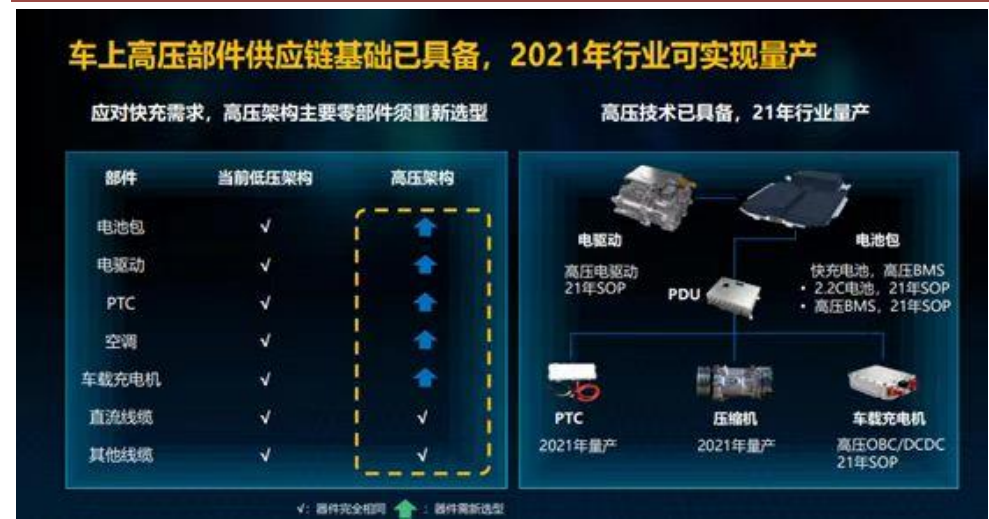 车上高压部件供应链基础已具备，2021年行业可实现量产
应对快充需求，高压架构主要零部件须重新选型
部件 当前低压架构 高压架构
电池包 √
电驱动 √
PTC √
空调 √
车载充电机 √
直流线缆 √ √
其他线缆 √ √
√：器件完全相同 ：器件需新选型
高压技术已具备，21年行业量产
电驱动
高压电驱动
21年SOP
电池包
快充电池，高压BMS
• 2.2C电池，21年SOP
• 高压BMS，21年SOP
PDU
PTC
2021年量产
压缩机
2021年量产
车载充电机
高压OBC/DCDC
21年SOP